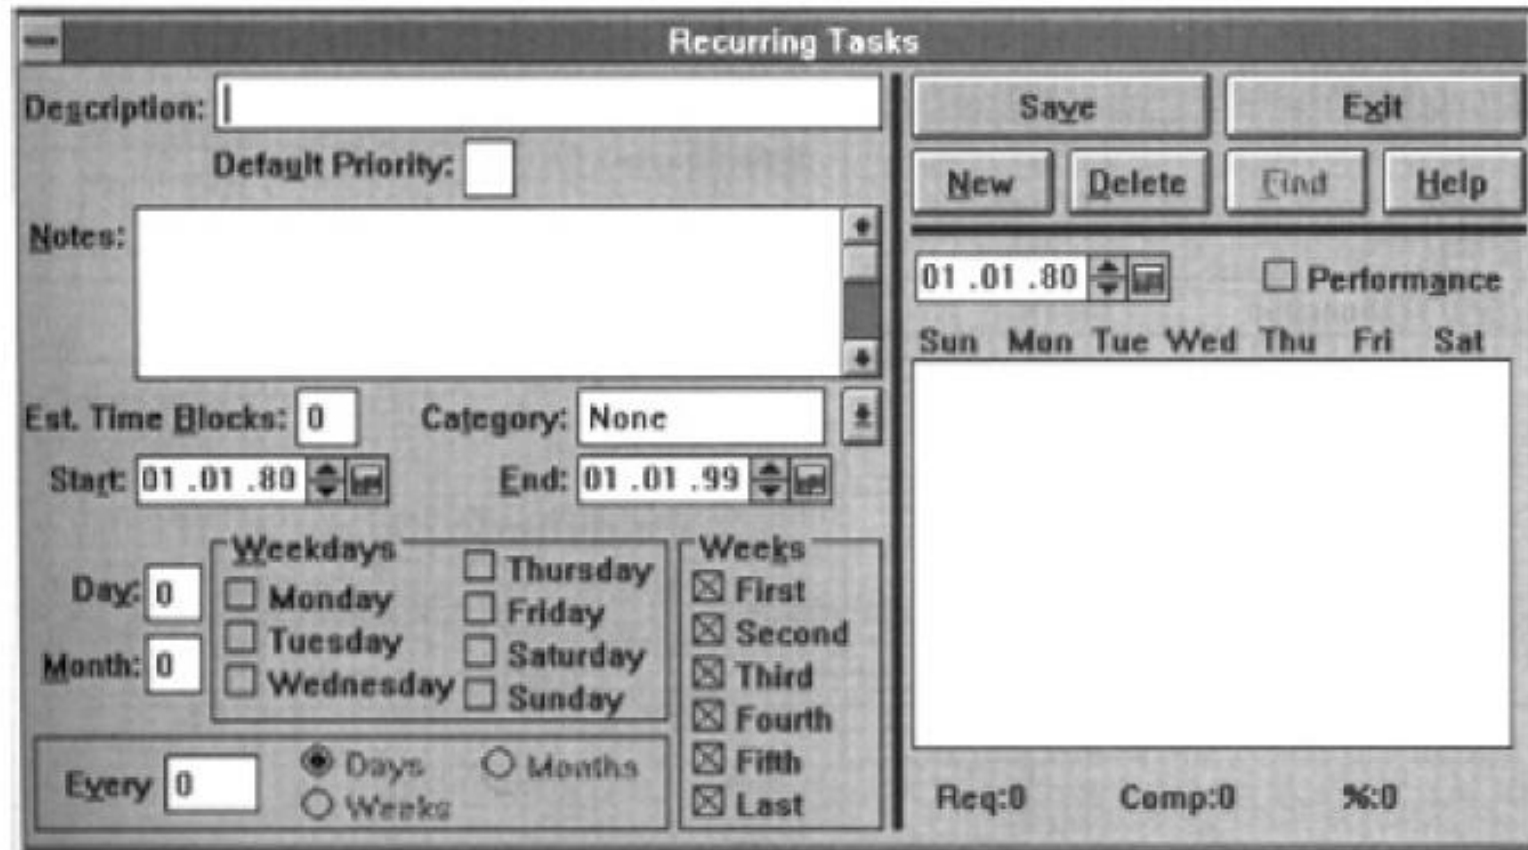 Recurring Tasks
Description:
Default Priority:
Notes:
Est. Time Blocks: 0 Category: None
Start: 01.01.80 End: 01.01.99
Day: 0
Month: 0
Weekdays
Monday
Tuesday
Wednesday
Thursday
Friday
Saturday
Sunday
Every 0
Days
Weeks
Months
Weeks
First
Second
Third
Fourth
Fifth
Last
Save Exit
New Delete Find Help
01.01.80 Performance
Sun Mon Tue Wed Thu Fri Sat
Req:0 Comp:0 %:0